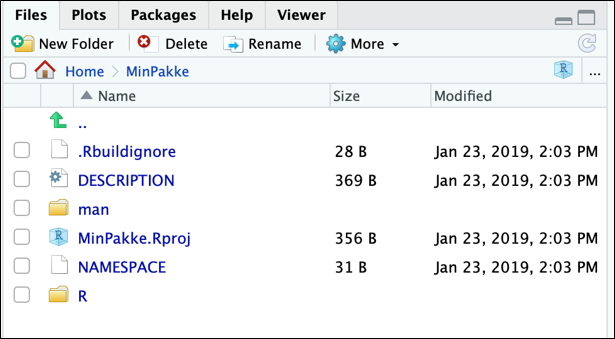 Files Plots Packages Help Viewer
New Folder Delete Rename More
Home MinPakke R ...
Name Size Modified
..
.Rbuildignore 28 B Jan 23, 2019, 2:03 PM
DESCRIPTION 369 B Jan 23, 2019, 2:03 PM
man
R MinPakke.Rproj 356 B Jan 23, 2019, 2:03 PM
NAMESPACE 31 B Jan 23, 2019, 2:03 PM
R